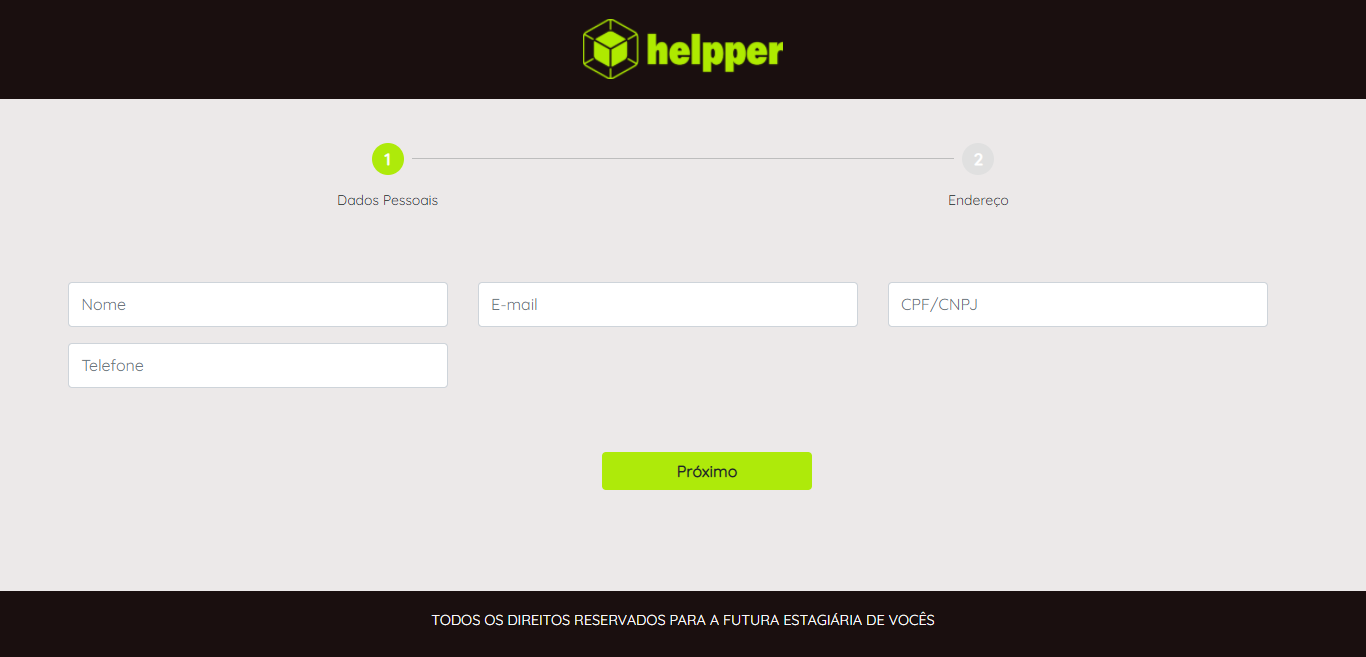 helpper
1
2
Dados Pessoais
Endereço
Nome
E-mail
CPF/CNPJ
Telefone
Próximo
TODOS OS DIREITOS RESERVADOS PARA A FUTURA ESTAGIÁRIA DE VOCÊS